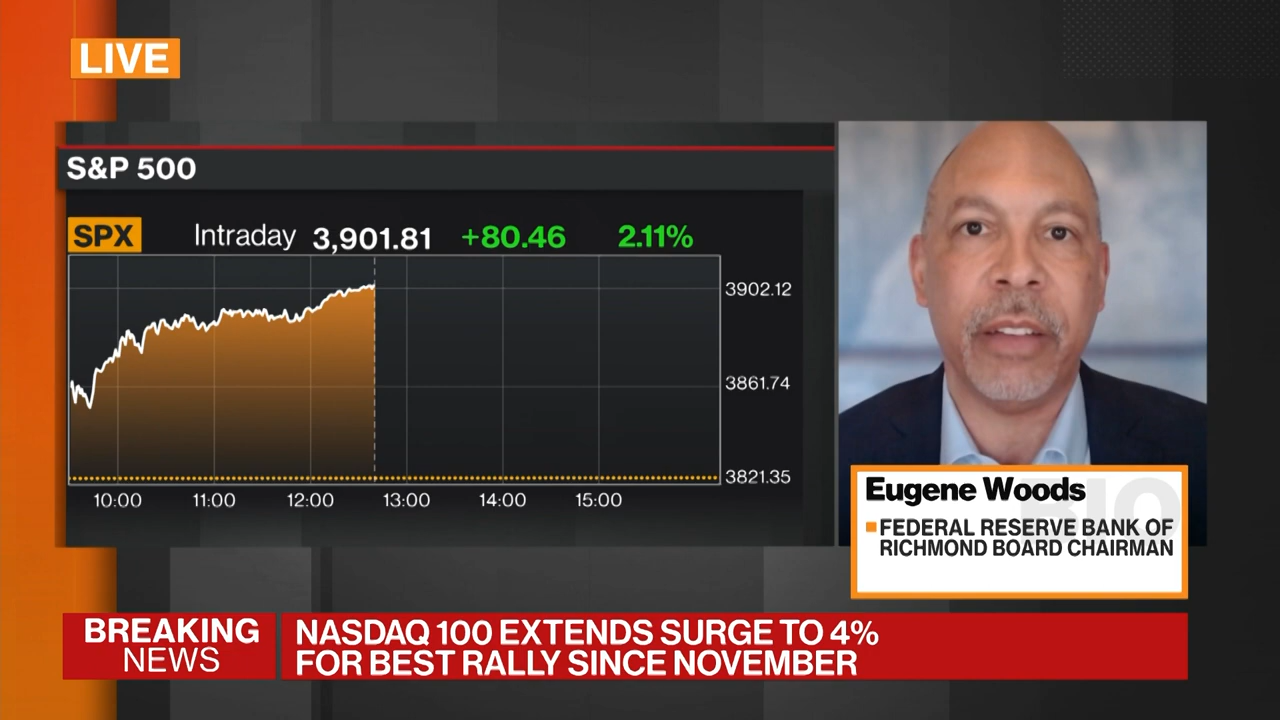 LIVE
S&P 500
SPX Intraday 3,901.81 +80.46 2.11%
3902.12
3861.74
3821.35
10:00 11:00 12:00 13:00 14:00 15:00
Eugene Woods
BIO
FEDERAL RESERVE BANK OF
RICHMOND BOARD CHAIRMAN
BREAKING
NEWS
NASDAQ 100 EXTENDS SURGE TO 4%
FOR BEST RALLY SINCE NOVEMBER